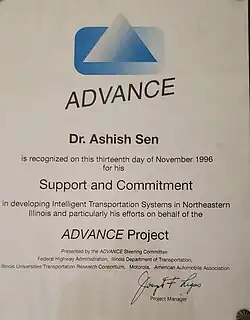 ADVANCE
Dr. Ashish Sen
is recognized on this thirteenth day of November 1996
for his
Support and Commitment
in developing Intelligent Transportation Systems in Northeastern
Illinois and particularly his efforts on behalf of the
ADVANCE Project
Presented by the ADVANCE Steering Committee:
Federal Highway Administration, Illinois Department of Transportation,
Illinois Universities Transportation Research Consortium, Motorola, American Automobile Association
Joseph F. Ligas
Project Manager